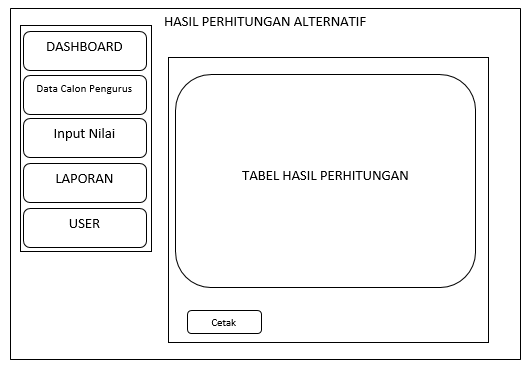 HASIL PERHITUNGAN ALTERNATIF
DASHBOARD
Data Calon Pengurus
Input Nilai
LAPORAN
USER
TABEL HASIL PERHITUNGAN
Cetak